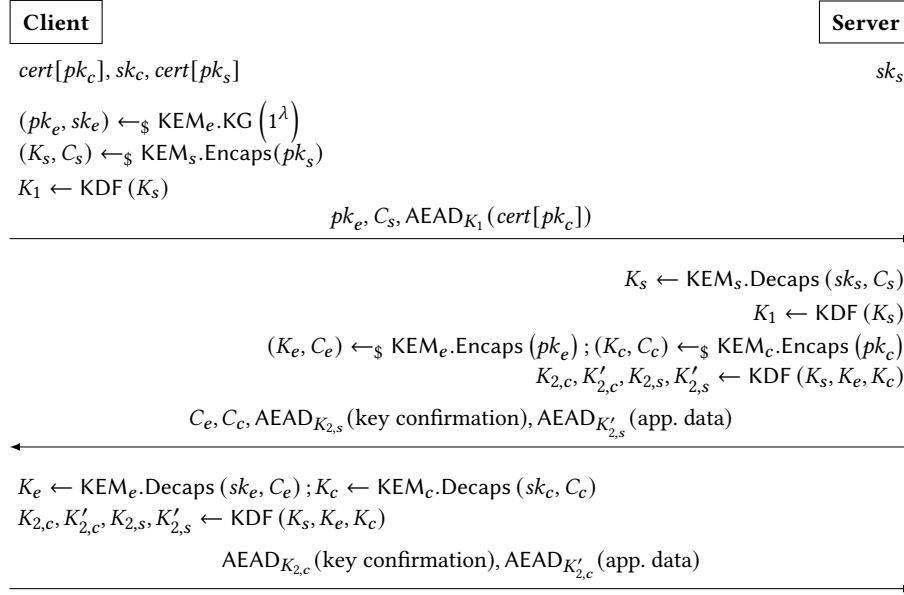 Client Server
cert[pk_c], sk_c, cert[pk_s] sk_s
(pk_e, sk_e) ←$ KEM_e.KG (1^λ)
(K_s, C_s) ←$ KEM_s.Encaps(pk_s)
K_1 ← KDF (K_s)
pk_e, C_s, AEAD_{K_1}(cert[pk_c])
K_s ← KEM_s.Decaps (sk_s, C_s)
K_1 ← KDF (K_s)
(K_e, C_e) ←$ KEM_e.Encaps (pk_e) ; (K_c, C_c) ←$ KEM_c.Encaps (pk_c)
K_{2,c}, K'_{2,c}, K_{2,s}, K'_{2,s} ← KDF (K_s, K_e, K_c)
C_e, C_c, AEAD_{K_{2,s}}(key confirmation), AEAD_{K'_{2,s}}(app. data)
K_e ← KEM_e.Decaps (sk_e, C_e) ; K_c ← KEM_c.Decaps (sk_c, C_c)
K_{2,c}, K'_{2,c}, K_{2,s}, K'_{2,s} ← KDF (K_s, K_e, K_c)
AEAD_{K_{2,c}}(key confirmation), AEAD_{K'_{2,c}}(app. data)